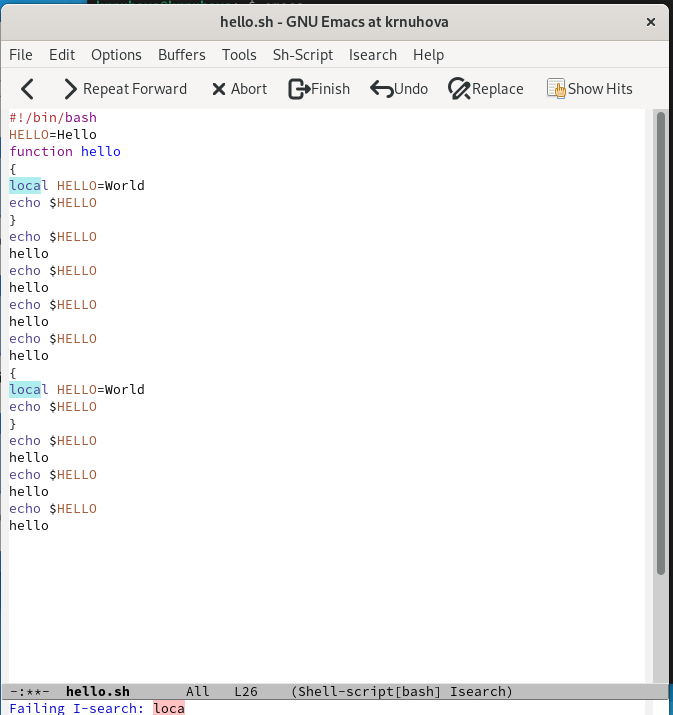 hello.sh - GNU Emacs at krnuhova
File Edit Options Buffers Tools Sh-Script Isearch Help
Repeat Forward Abort Finish Undo Replace Show Hits
#!/bin/bash
HELLO=Hello
function hello
{
local HELLO=World
echo $HELLO
}
echo $HELLO
hello
echo $HELLO
hello
echo $HELLO
hello
echo $HELLO
hello
{
local HELLO=World
echo $HELLO
}
echo $HELLO
hello
echo $HELLO
hello
echo $HELLO
hello
-:**- hello.sh All L26 (Shell-script[bash] Isearch)
Failing I-search: loca